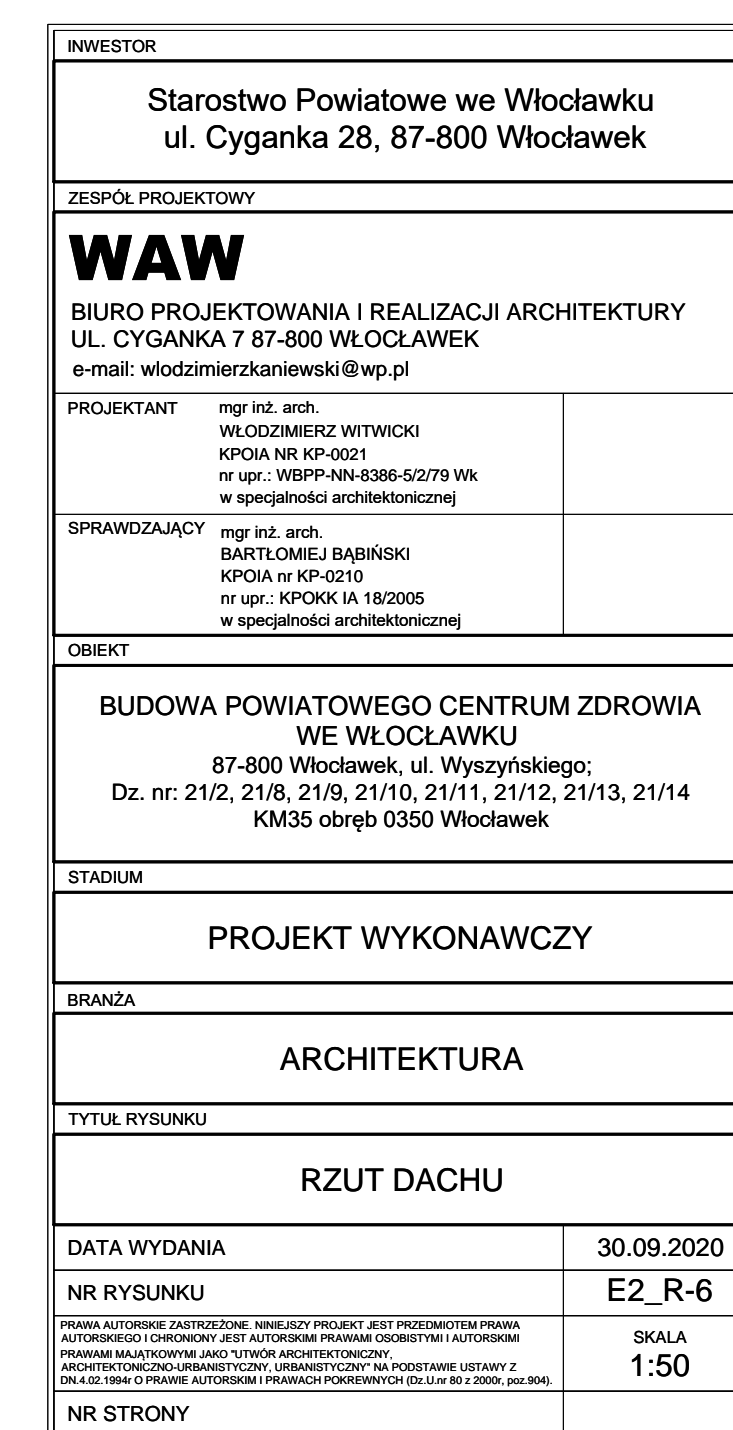 INWESTOR
Starostwo Powiatowe we Włocławku
ul. Cyganka 28, 87-800 Włocławek
ZESPÓŁ PROJEKTOWY
WAW
BIURO PROJEKTOWANIA I REALIZACJI ARCHITEKTURY
UL. CYGANKA 7 87-800 WŁOCŁAWEK
e-mail: wlodzimierzkaniewski@wp.pl
PROJEKTANT mgr inż. arch.
WŁODZIMIERZ WITWICKI
KPOIA NR KP-0021
nr upr.: WBPP-NN-8386-5/2/79 Wk
w specjalności architektonicznej
SPRAWDZAJĄCY mgr inż. arch.
BARTŁOMIEJ BĄBIŃSKI
KPOIA nr KP-0210
nr upr.: KPOKK IA 18/2005
w specjalności architektonicznej
OBIEKT
BUDOWA POWIATOWEGO CENTRUM ZDROWIA
WE WŁOCŁAWKU
87-800 Włocławek, ul. Wyszyńskiego;
Dz. nr: 21/2, 21/8, 21/9, 21/10, 21/11, 21/12, 21/13, 21/14
KM35 obręb 0350 Włocławek
STADIUM
PROJEKT WYKONAWCZY
BRANŻA
ARCHITEKTURA
TYTUŁ RYSUNKU
RZUT DACHU
DATA WYDANIA 30.09.2020
NR RYSUNKU E2_R-6
PRAWA AUTORSKIE ZASTRZEŻONE. NINIEJSZY PROJEKT JEST PRZEDMIOTEM PRAWA
AUTORSKIEGO I CHRONIONY JEST AUTORSKIMI PRAWAMI OSOBISTYMI I AUTORSKIMI
PRAWAMI MAJĄTKOWYMI JAKO "UTWÓR ARCHITEKTONICZNY,
ARCHITEKTONICZNO-URBANISTYCZNY, URBANISTYCZNY" NA PODSTAWIE USTAWY Z
DN.4.02.1994r O PRAWIE AUTORSKIM I PRAWACH POKREWNYCH (Dz.U.nr 80 z 2000r, poz.904).
SKALA
1:50
NR STRONY